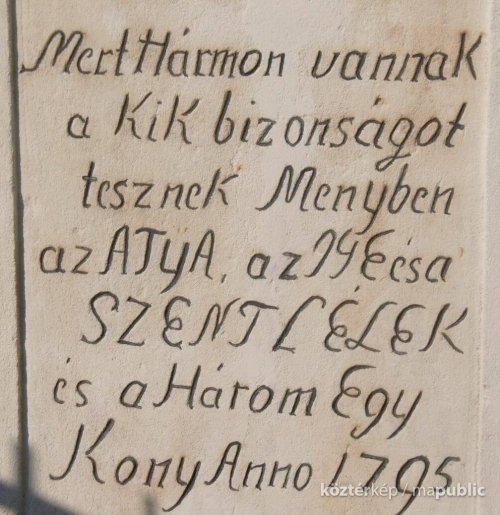 Mert Hármon vannak
a Kik bizonságot
tesznek Menyben
az ATyA, az IGE és a
SZENT LÉLEK
és a Három Egy
Kony Anno 1795
köztérkép / mapublic